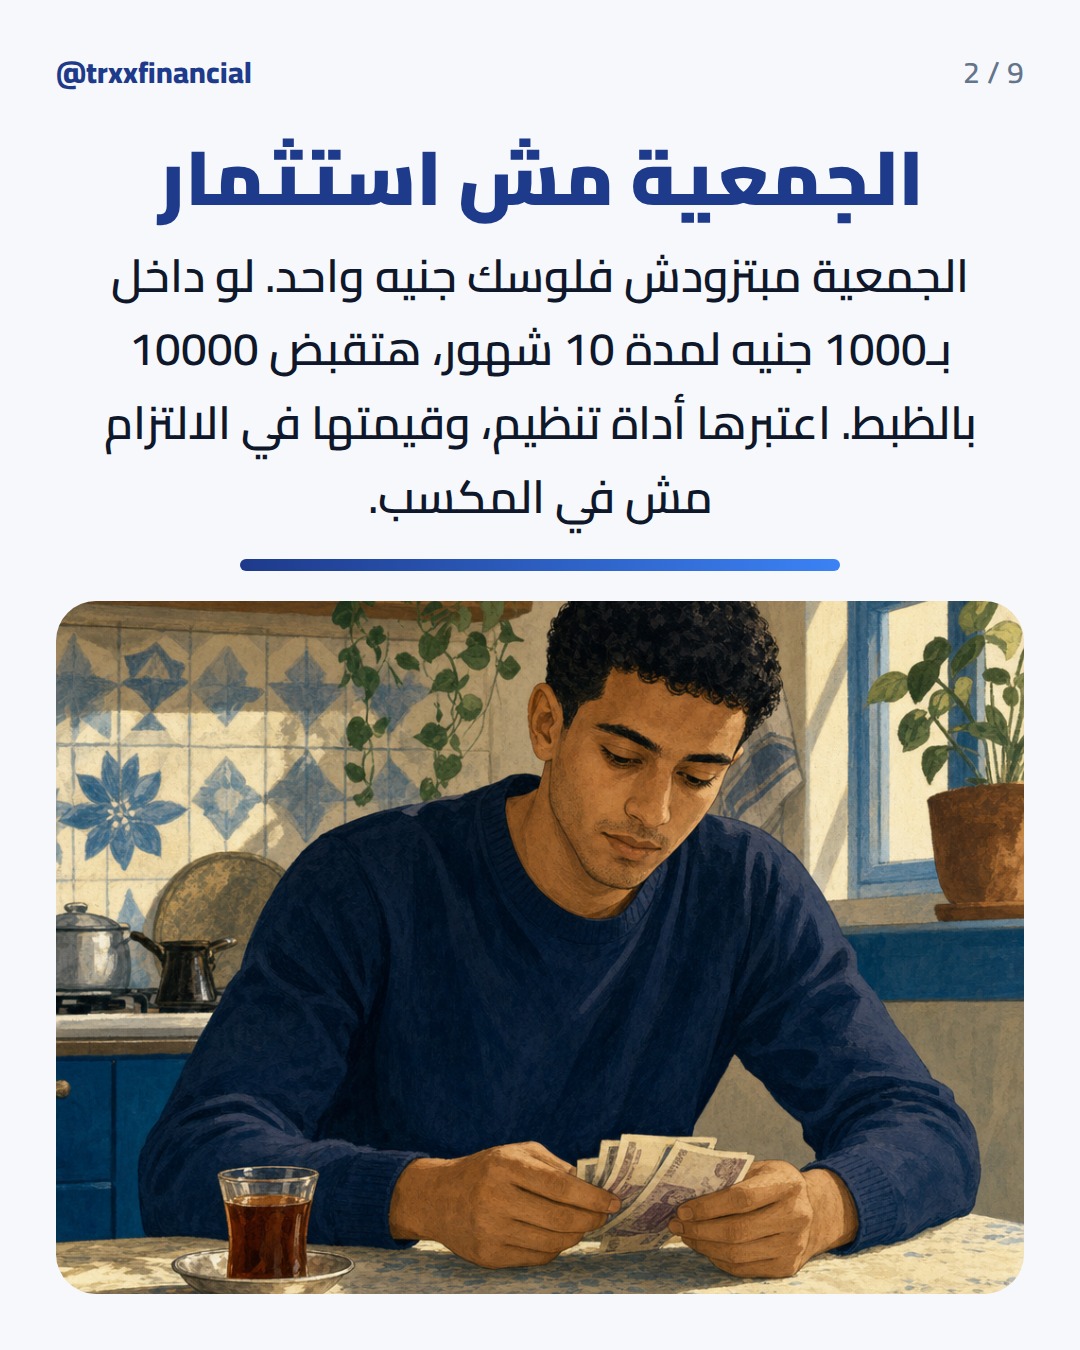 @trxxfinancial
2 / 9
الجمعية مش استثمار
الجمعية مبتزودش فلوسك جنيه واحد. لو داخل
بـ1000 جنيه لمدة 10 شهور، هتقبض 10000
بالظبط. اعتبرها أداة تنظيم، وقيمتها في الالتزام
مش في المكسب.